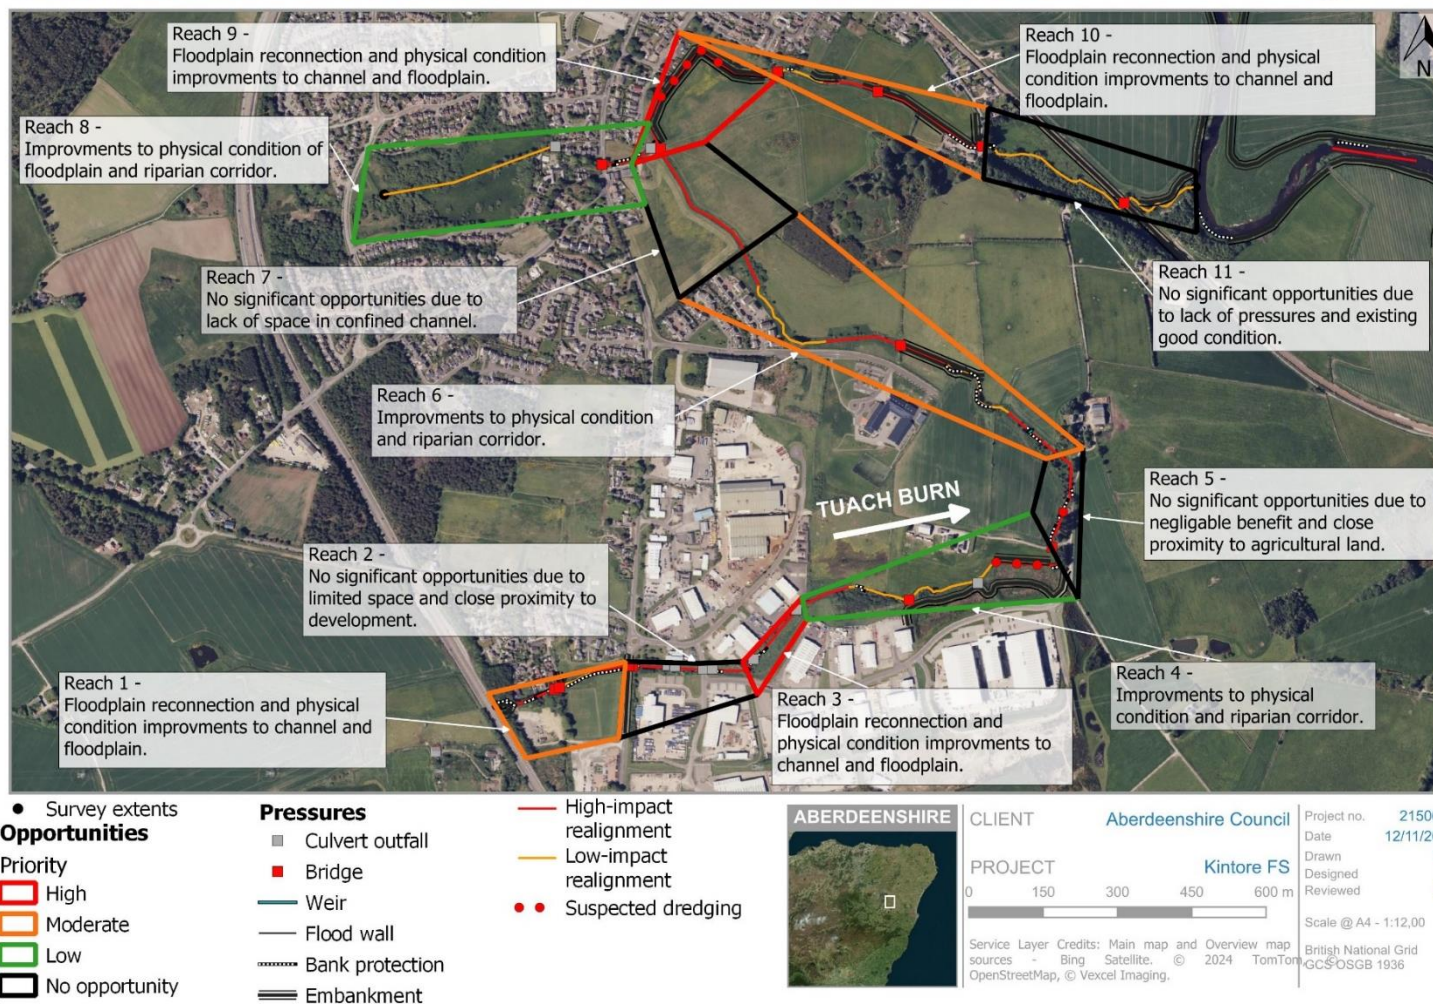 Reach 9 -
Floodplain reconnection and physical condition
improvments to channel and floodplain.
Reach 10 -
Floodplain reconnection and physical
condition improvments to channel and
floodplain.
N
Reach 8 -
Improvments to physical condition of
floodplain and riparian corridor.
Reach 7 -
No significant opportunities due to
lack of space in confined channel.
Reach 11 -
No significant opportunities due
to lack of pressures and existing
good condition.
Reach 6 -
Improvments to physical condition
and riparian corridor.
Reach 5 -
No significant opportunities due to
negligable benefit and close
proximity to agricultural land.
TUACH BURN
Reach 2 -
No significant opportunities due to
limited space and close proximity to
development.
Reach 1 -
Floodplain reconnection and physical
condition improvments to channel and
floodplain.
Reach 3 -
Floodplain reconnection and
physical condition improvments to
channel and floodplain.
Reach 4 -
Improvments to physical
condition and riparian corridor.
Survey extents
Opportunities
Priority
High
Moderate
Low
No opportunity
Pressures
Culvert outfall
Bridge
Weir
Flood wall
Bank protection
Embankment
High-impact
realignment
Low-impact
realignment
Suspected dredging
ABERDEENSHIRE
CLIENT Aberdeenshire Council
PROJECT Kintore FS
0 150 300 450 600 m
Service Layer Credits: Main map and Overview map
sources - Bing Satellite. © 2024 TomTom, ©
OpenStreetMap, © Vexcel Imaging.
Project no. 2150
Date 12/11/20
Drawn
Designed
Reviewed
Scale @ A4 - 1:12,00
British National Grid
GCS OSGB 1936